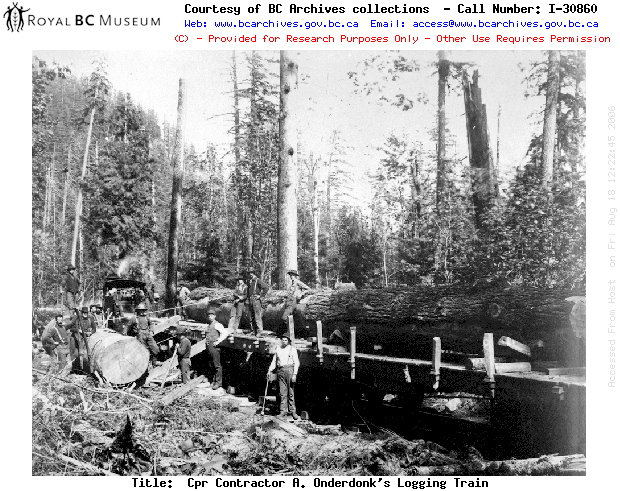 ROYAL BC MUSEUM
Courtesy of BC Archives collections - Call Number: I-30860
Web: www.bcarchives.gov.bc.ca Email: access@www.bcarchives.gov.bc.ca
(C) - Provided for Research Purposes Only - Other Use Requires Permission
Accessed From Host on Fri Aug 18 12:22:45 2006
Title: Cpr Contractor A. Onderdonk's Logging Train